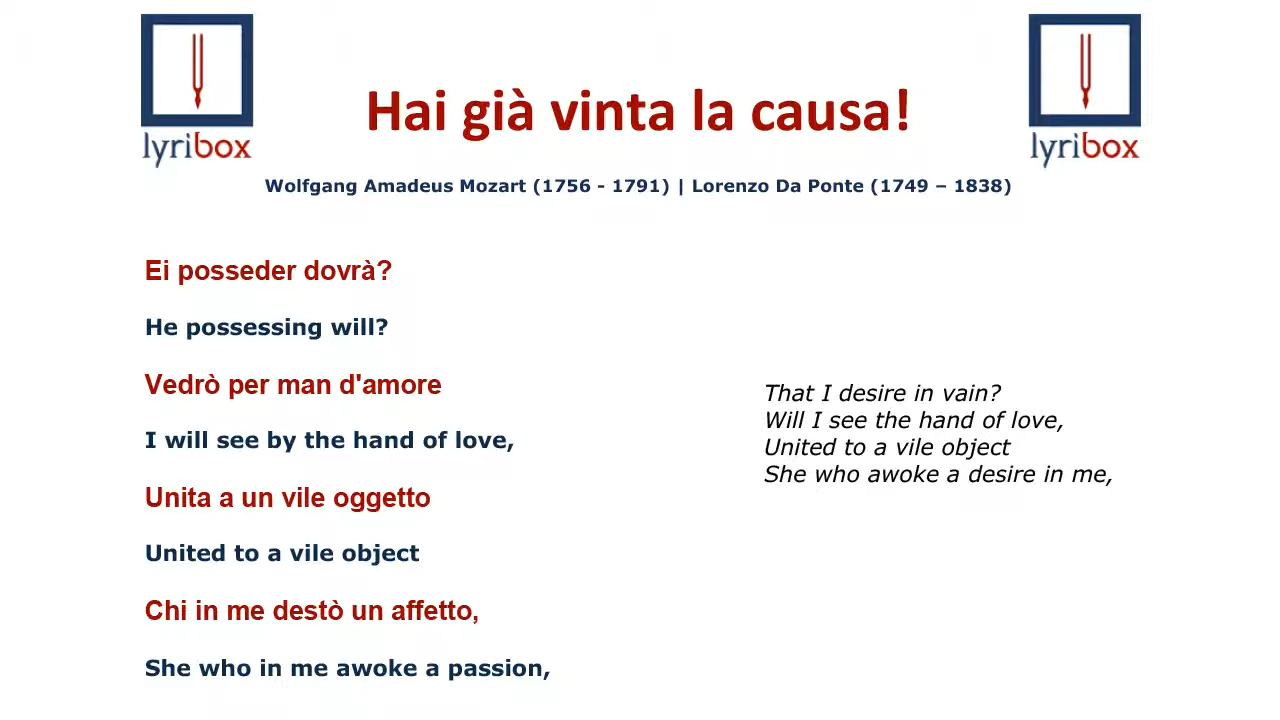 lyribox
lyribox
Hai già vinta la causa!
Wolfgang Amadeus Mozart (1756 - 1791) | Lorenzo Da Ponte (1749 – 1838)
Ei posseder dovrà?
He possessing will?
Vedrò per man d'amore
I will see by the hand of love,
Unita a un vile oggetto
United to a vile object
Chi in me destò un affetto,
She who in me awoke a passion,
That I desire in vain?
Will I see the hand of love,
United to a vile object
She who awoke a desire in me,